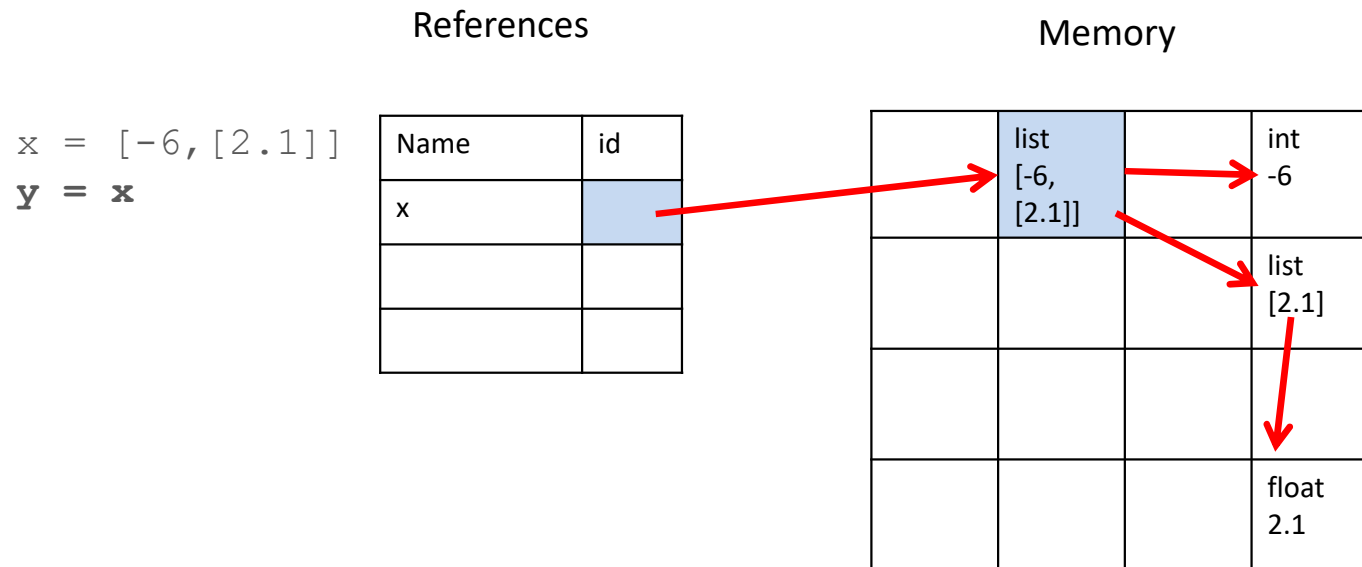 References
Memory
x = [-6,[2.1]]
y = x
Name id
x
list
[-6,
[2.1]]
int
-6
list
[2.1]
float
2.1